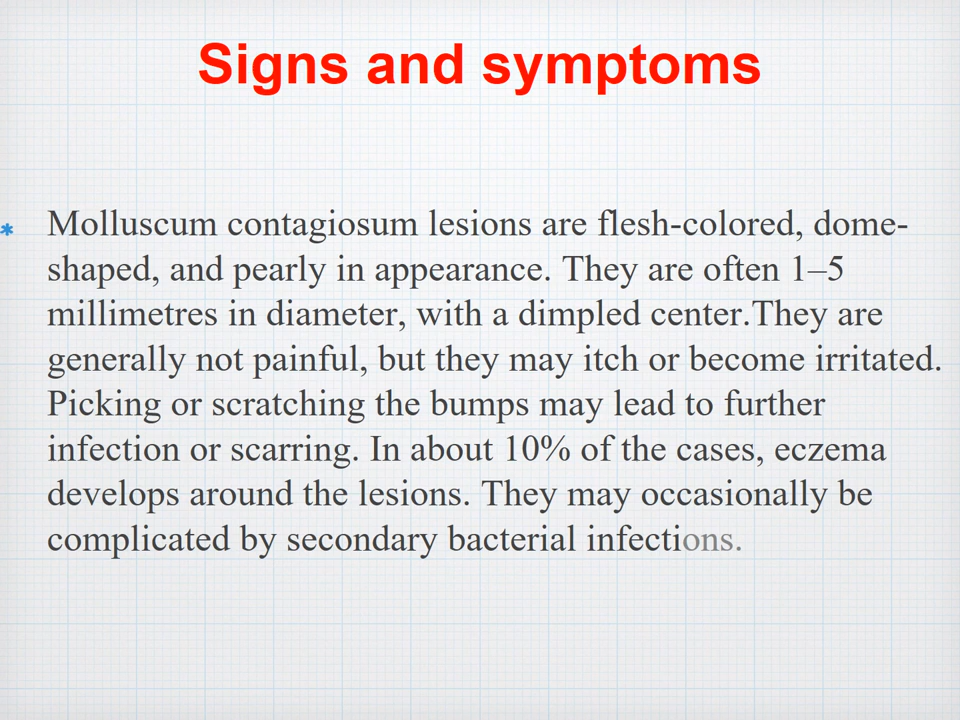 Signs and symptoms
Molluscum contagiosum lesions are flesh-colored, dome-
shaped, and pearly in appearance. They are often 1–5
millimetres in diameter, with a dimpled center.They are
generally not painful, but they may itch or become irritated.
Picking or scratching the bumps may lead to further
infection or scarring. In about 10% of the cases, eczema
develops around the lesions. They may occasionally be
complicated by secondary bacterial infections.